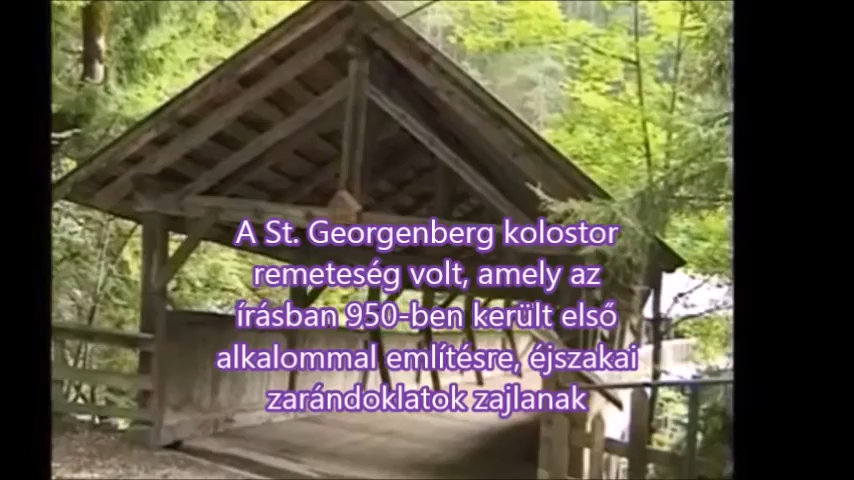 A St. Georgenberg kolostor
remeteség volt, amely az
írásban 950-ben került első
alkalommal említésre, éjszakai
zarándoklatok zajlanak